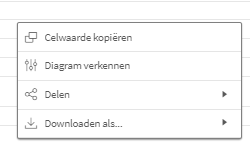 Celwaarde kopiëren
Diagram verkennen
Delen
Downloaden als...